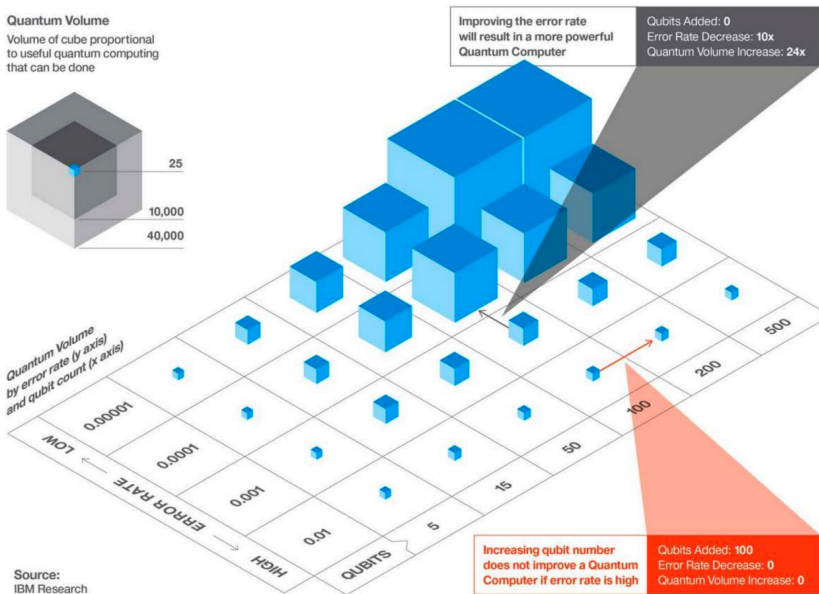 Quantum Volume
Volume of cube proportional
to useful quantum computing
that can be done
25
10,000
40,000
Improving the error rate
will result in a more powerful
Quantum Computer
Qubits Added: 0
Error Rate Decrease: 10x
Quantum Volume Increase: 24x
Quantum Volume
by error rate (y axis)
and qubit count (x axis)
0.00001
0.0001
0.001
0.01
LOW
ERROR RATE
HIGH
QUBITS
5
15
50
100
200
500
Increasing qubit number
does not improve a Quantum
Computer if error rate is high
Qubits Added: 100
Error Rate Decrease: 0
Quantum Volume Increase: 0
Source:
IBM Research